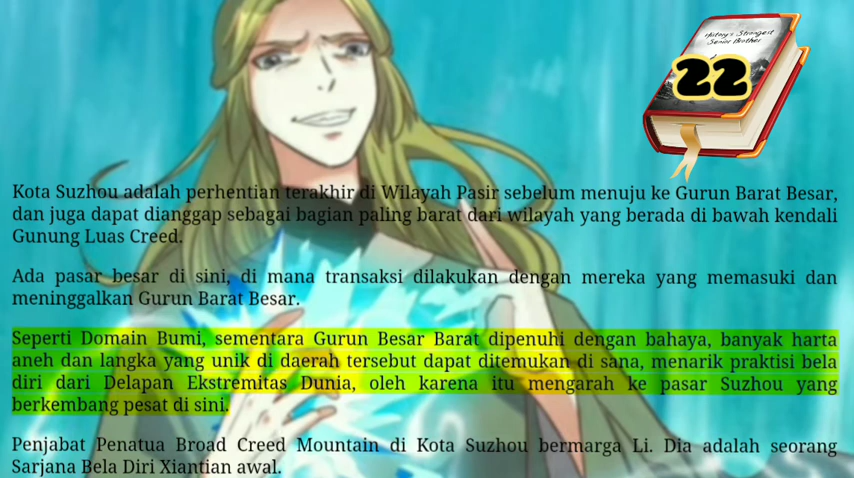 History's Strongest
Senior Brother
22
Kota Suzhou adalah perhentian terakhir di Wilayah Pasir sebelum menuju ke Gurun Barat Besar,
dan juga dapat dianggap sebagai bagian paling barat dari wilayah yang berada di bawah kendali
Gunung Luas Creed.
Ada pasar besar di sini, di mana transaksi dilakukan dengan mereka yang memasuki dan
meninggalkan Gurun Barat Besar.
Seperti Domain Bumi, sementara Gurun Besar Barat dipenuhi dengan bahaya, banyak harta
aneh dan langka yang unik di daerah tersebut dapat ditemukan di sana, menarik praktisi bela
diri dari Delapan Ekstremitas Dunia, oleh karena itu mengarah ke pasar Suzhou yang
berkembang pesat di sini.
Penjabat Penatua Broad Creed Mountain di Kota Suzhou bermarga Li. Dia adalah seorang
Sarjana Bela Diri Xiantian awal.